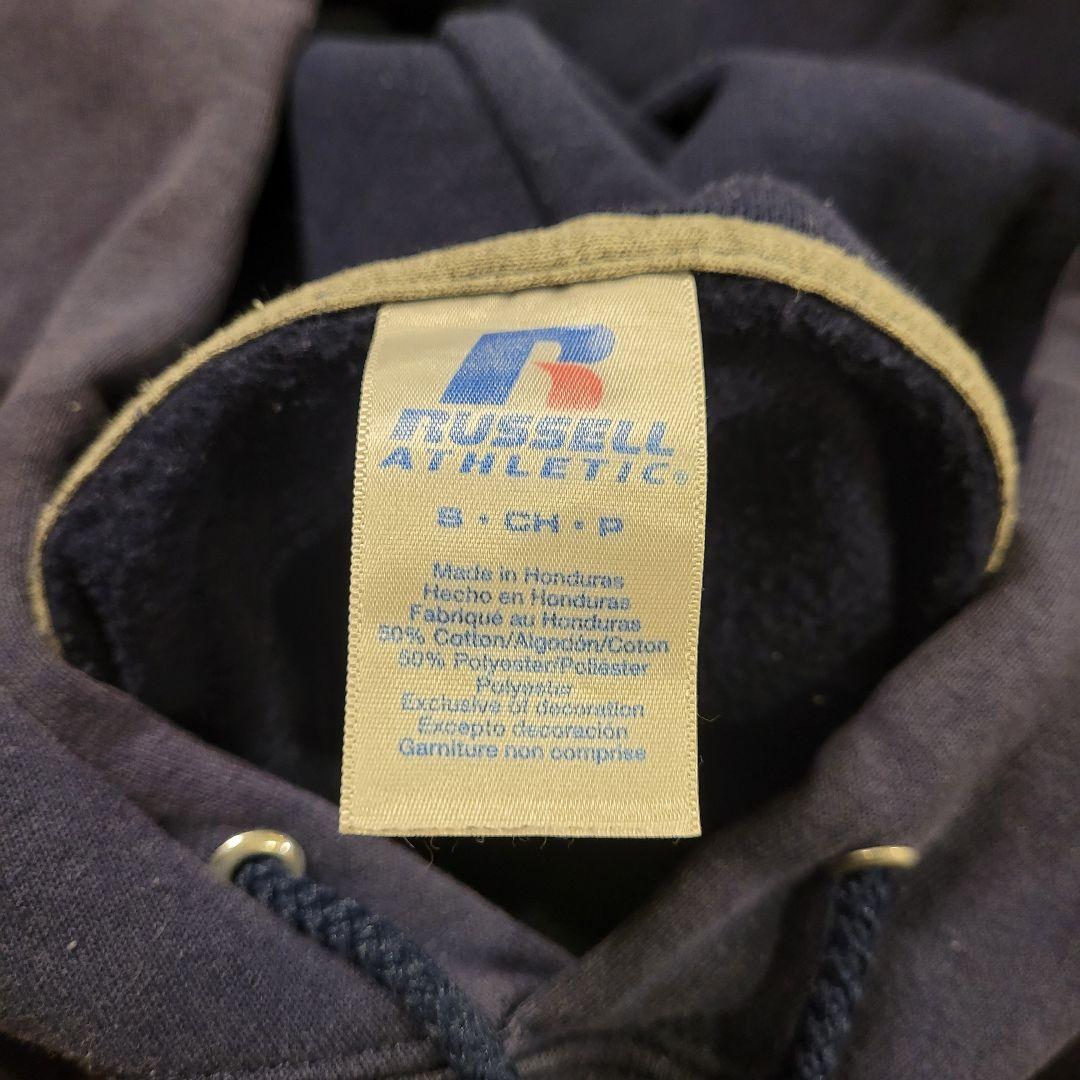 R
RUSSELL
ATHLETIC®
S • CH • P
Made in Honduras
Hecho en Honduras
Fabriqué au Honduras
50% Cotton/Algodón/Coton
50% Polyester/Poliéster
Polyester
Exclusive of decoration
Excepto decoración
Garniture non comprise